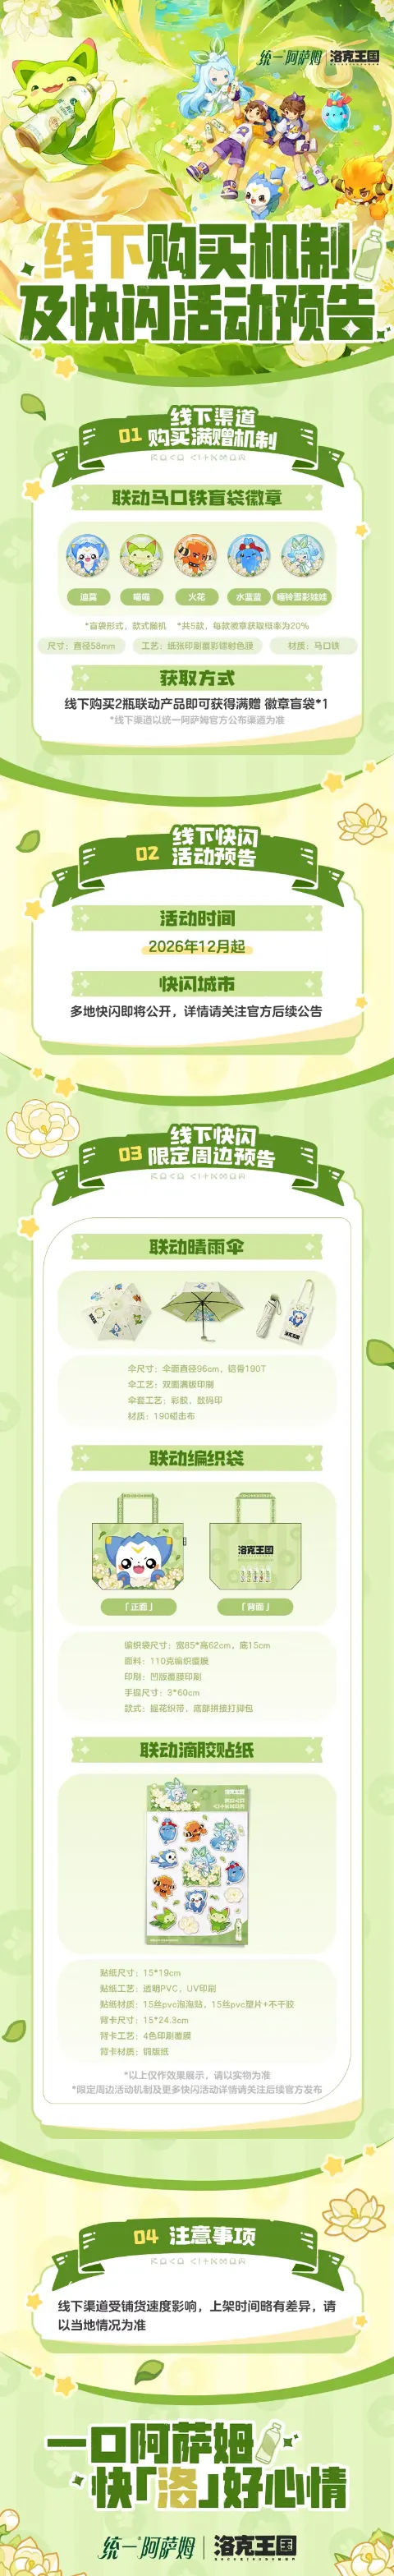 统一阿萨姆 洛克王国
线下购买机制
及快闪活动预告
01 线下渠道
购买满赠机制
联动马口铁盲袋徽章
迪莫 喵喵 火花 水蓝蓝
*盲袋形式，款式随机 *共5款，每款徽章获取概率为20%
尺寸：直径58mm 工艺：纸张印刷覆彩镭射色膜 材质：马口铁
获取方式
线下购买2瓶联动产品即可获得满赠 徽章盲袋*1
*线下渠道以统一阿萨姆官方公布渠道为准
02 线下快闪
活动预告
活动时间
2026年12月起
快闪城市
多地快闪即将公开，详情请关注官方后续公告
03 线下快闪
限定周边预告
联动晴雨伞
伞尺寸：伞面直径96cm，铝骨190T
伞工艺：双面满版印刷
伞套工艺：彩胶，数码印
材质：190碰击布
联动编织袋
洛克王国
「正面」 「背面」
编织袋尺寸：宽85*高62cm，底15cm
面料：110克编织覆膜
印刷：凹版覆膜印刷
手提尺寸：3*60cm
款式：提花织带，底部拼接打脚包
联动滴胶贴纸
洛克王国
贴纸尺寸：15*19cm
贴纸工艺：透明PVC，UV印刷
贴纸材质：15丝pvc泡泡贴，15丝pvc塑片+不干胶
背卡尺寸：15*24.3cm
背卡工艺：4色印刷覆膜
背卡材质：铜版纸
*以上仅作效果展示，请以实物为准
*限定周边活动机制及更多快闪活动详情请关注后续官方发布
04 注意事项
线下渠道受铺货速度影响，上架时间略有差异，请
以当地情况为准
一口阿萨姆
快「洛」好心情
统一阿萨姆 洛克王国